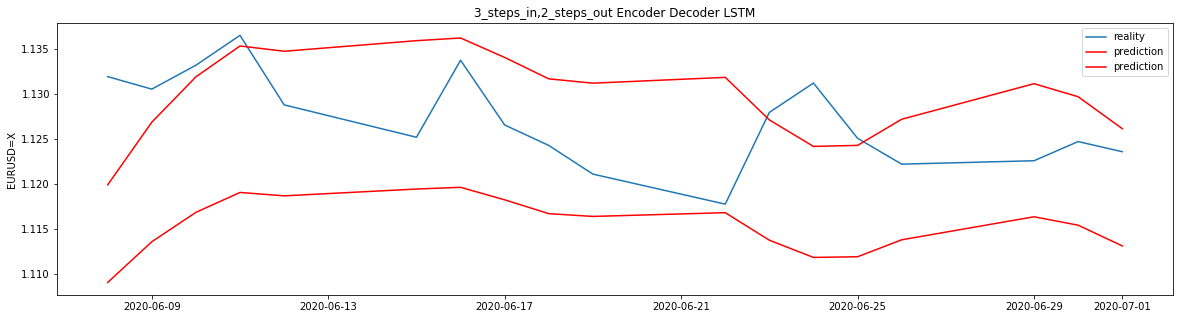 3_steps_in,2_steps_out Encoder Decoder LSTM
reality
prediction
prediction
EURUSD=X
1.135
1.130
1.125
1.120
1.115
1.110
2020-06-09 2020-06-13 2020-06-17 2020-06-21 2020-06-25 2020-06-29 2020-07-01